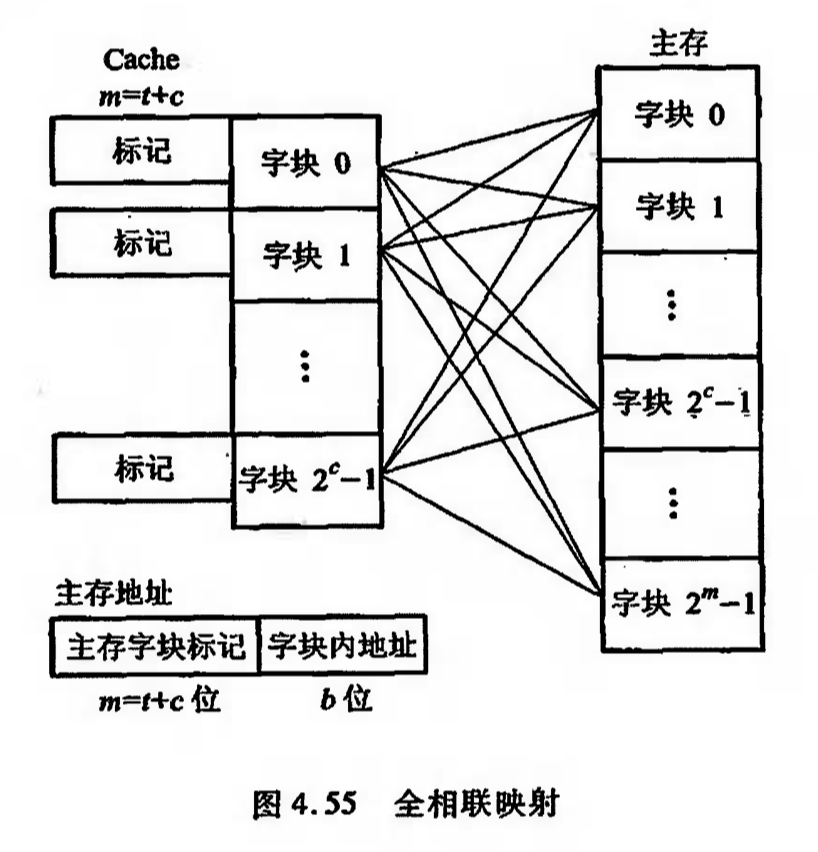 Cache
m=t+c
标记
字块 0
标记
字块 1
⋮
标记
字块 2^c−1
主存
字块 0
字块 1
⋮
字块 2^c−1
⋮
字块 2^m−1
主存地址
主存字块标记 字块内地址
m=t+c 位 b 位
图 4.55 全相联映射